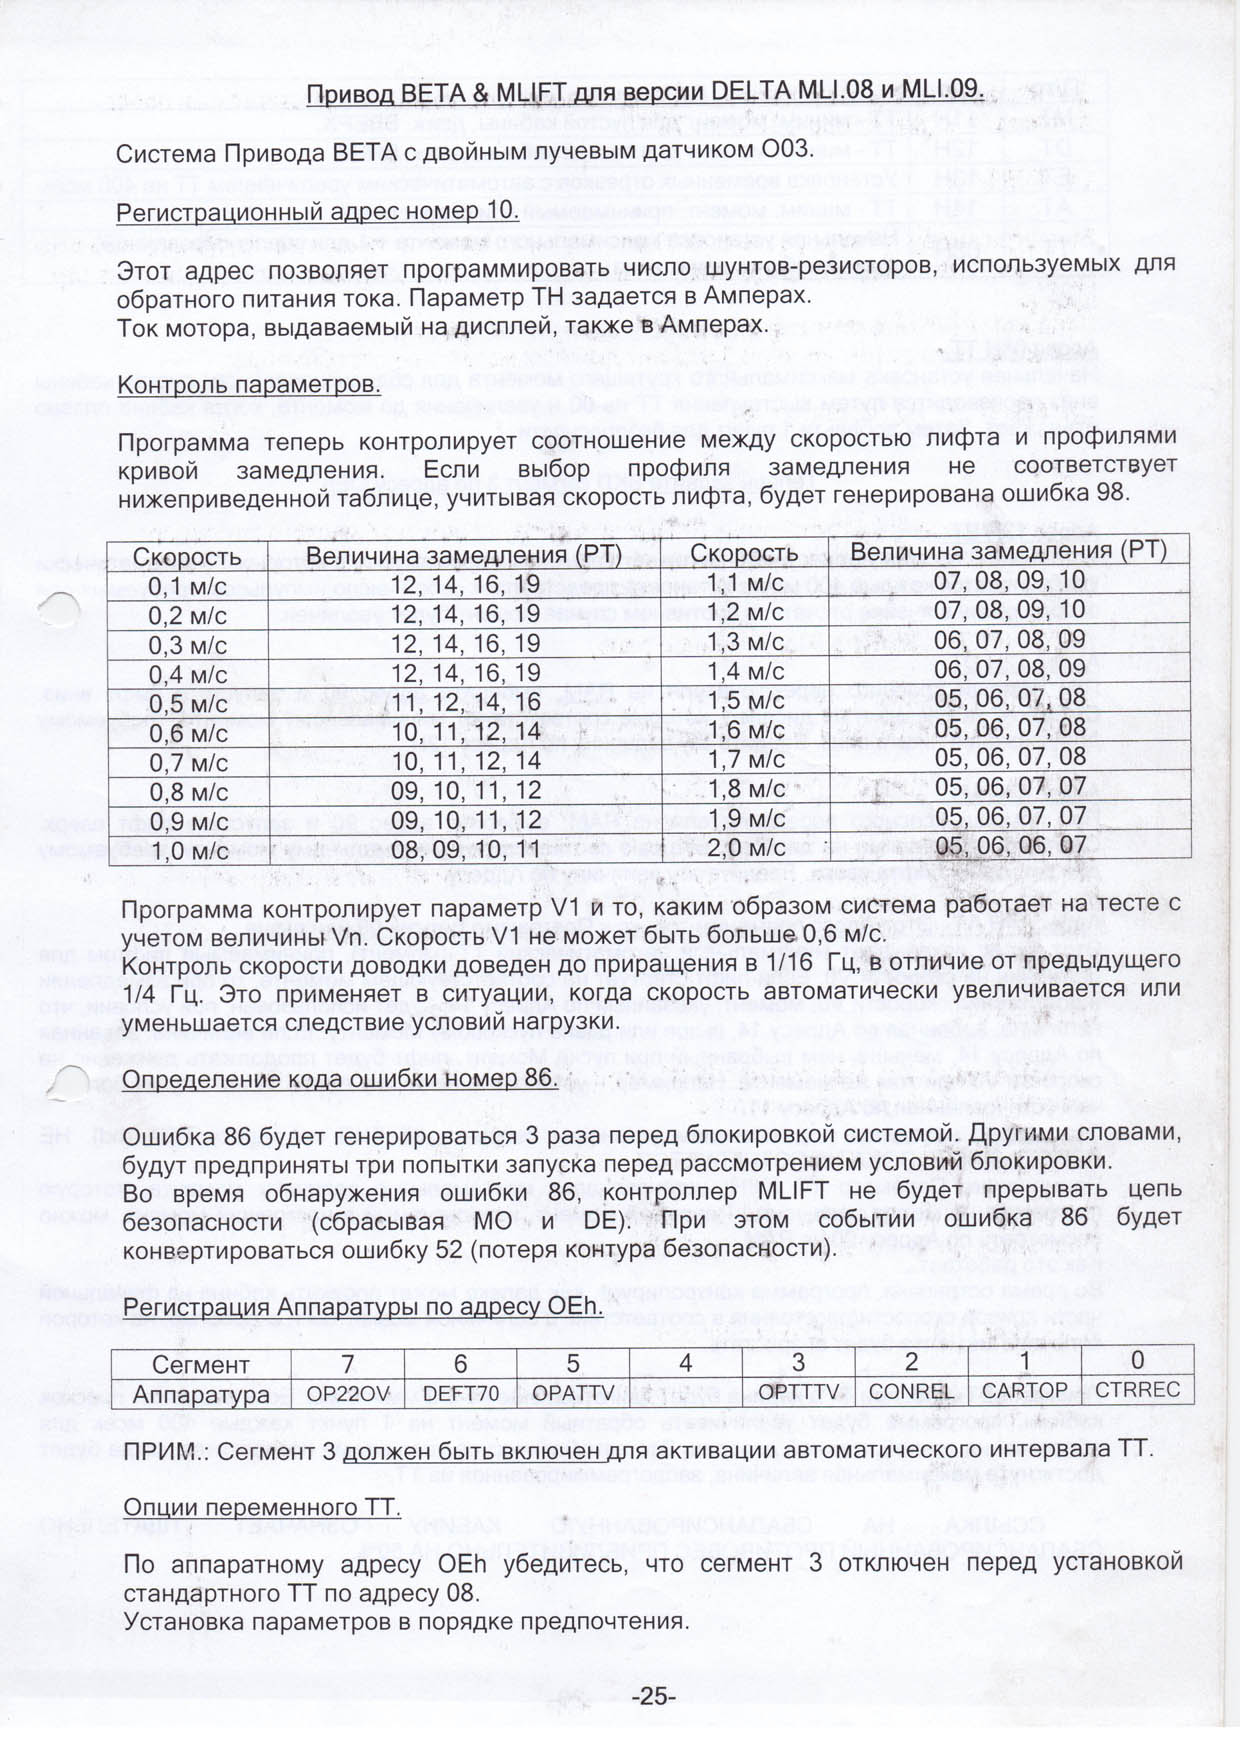 Привод BETA & MLIFT для версии DELTA MLI.08 и MLI.09.
Система Привода BETA с двойным лучевым датчиком О03.
Регистрационный адрес номер 10.
Этот адрес позволяет программировать число шунтов-резисторов, используемых для
обратного питания тока. Параметр ТН задается в Амперах.
Ток мотора, выдаваемый на дисплей, также в Амперах.
Контроль параметров.
Программа теперь контролирует соотношение между скоростью лифта и профилями
кривой замедления. Если выбор профиля замедления не соответствует
нижеприведенной таблице, учитывая скорость лифта, будет генерирована ошибка 98.
Скорость Величина замедления (РТ) Скорость Величина замедления (РТ)
0,1 м/с 12, 14, 16, 19 1,1 м/с 07, 08, 09, 10
0,2 м/с 12, 14, 16, 19 1,2 м/с 07, 08, 09, 10
0,3 м/с 12, 14, 16, 19 1,3 м/с 06, 07, 08, 09
0,4 м/с 12, 14, 16, 19 1,4 м/с 06, 07, 08, 09
0,5 м/с 11, 12, 14, 16 1,5 м/с 05, 06, 07, 08
0,6 м/с 10, 11, 12, 14 1,6 м/с 05, 06, 07, 08
0,7 м/с 10, 11, 12, 14 1,7 м/с 05, 06, 07, 08
0,8 м/с 09, 10, 11, 12 1,8 м/с 05, 06, 07, 07
0,9 м/с 09, 10, 11, 12 1,9 м/с 05, 06, 07, 07
1,0 м/с 08, 09, 10, 11 2,0 м/с 05, 06, 06, 07
Программа контролирует параметр V1 и то, каким образом система работает на тесте с
учетом величины Vn. Скорость V1 не может быть больше 0,6 м/с.
Контроль скорости доводки доведен до приращения в 1/16 Гц, в отличие от предыдущего
1/4 Гц. Это применяет в ситуации, когда скорость автоматически увеличивается или
уменьшается следствие условий нагрузки.
Определение кода ошибки номер 86.
Ошибка 86 будет генерироваться 3 раза перед блокировкой системой. Другими словами,
будут предприняты три попытки запуска перед рассмотрением условий блокировки.
Во время обнаружения ошибки 86, контроллер MLIFT не будет прерывать цепь
безопасности (сбрасывая МС и DE). При этом событии ошибка 86 будет
конвертироваться ошибку 52 (потеря контура безопасности).
Регистрация Аппаратуры по адресу OEh.
Сегмент 7 6 5 4 3 2 1 0
Аппаратура OP22OV DEFT70 OPATTV OPTTTV CONREL CARTOP CTRREC
ПРИМ.: Сегмент 3 должен быть включен для активации автоматического интервала ТТ.
Опции переменного ТТ.
По аппаратному адресу OEh убедитесь, что сегмент 3 отключен перед установкой
стандартного ТТ по адресу 08.
Установка параметров в порядке предпочтения.
-25-